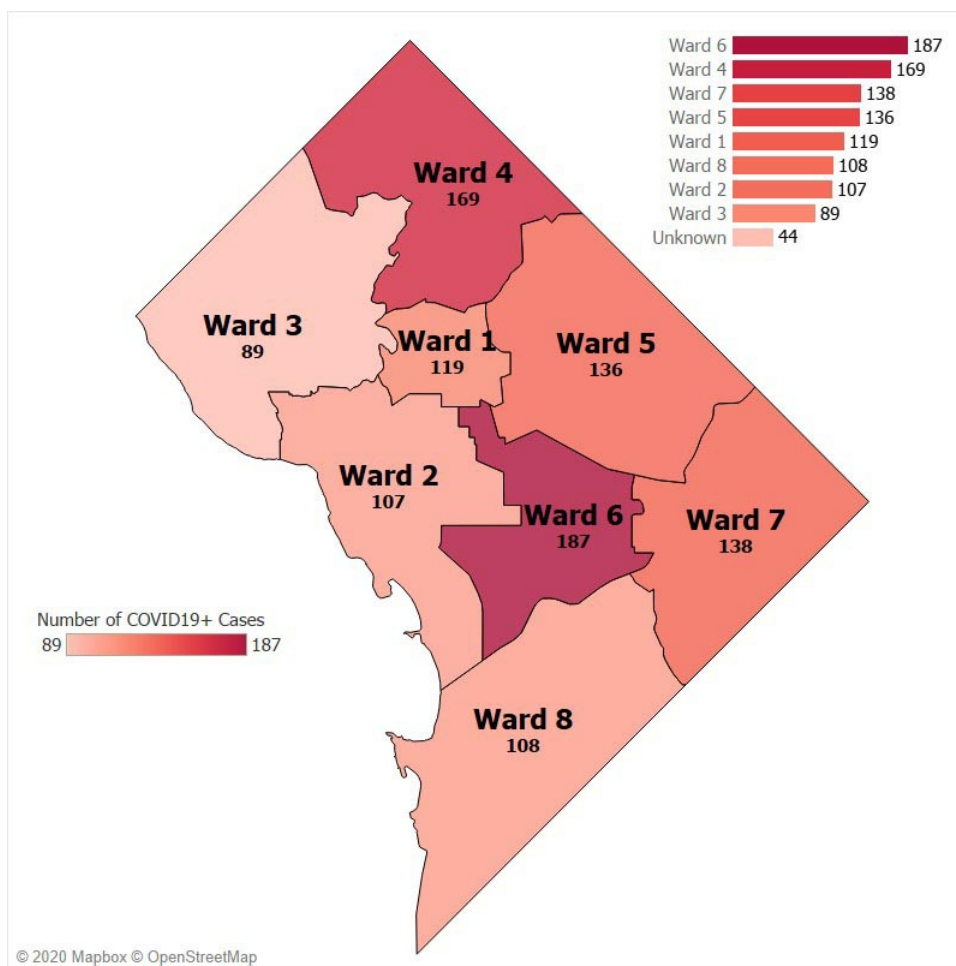 Ward 6 187
Ward 4 169
Ward 7 138
Ward 5 136
Ward 1 119
Ward 8 108
Ward 2 107
Ward 3 89
Unknown 44
Ward 4
169
Ward 3
89
Ward 1
119
Ward 5
136
Ward 2
107
Ward 6
187
Ward 7
138
Number of COVID19+ Cases
89 187
Ward 8
108
© 2020 Mapbox © OpenStreetMap